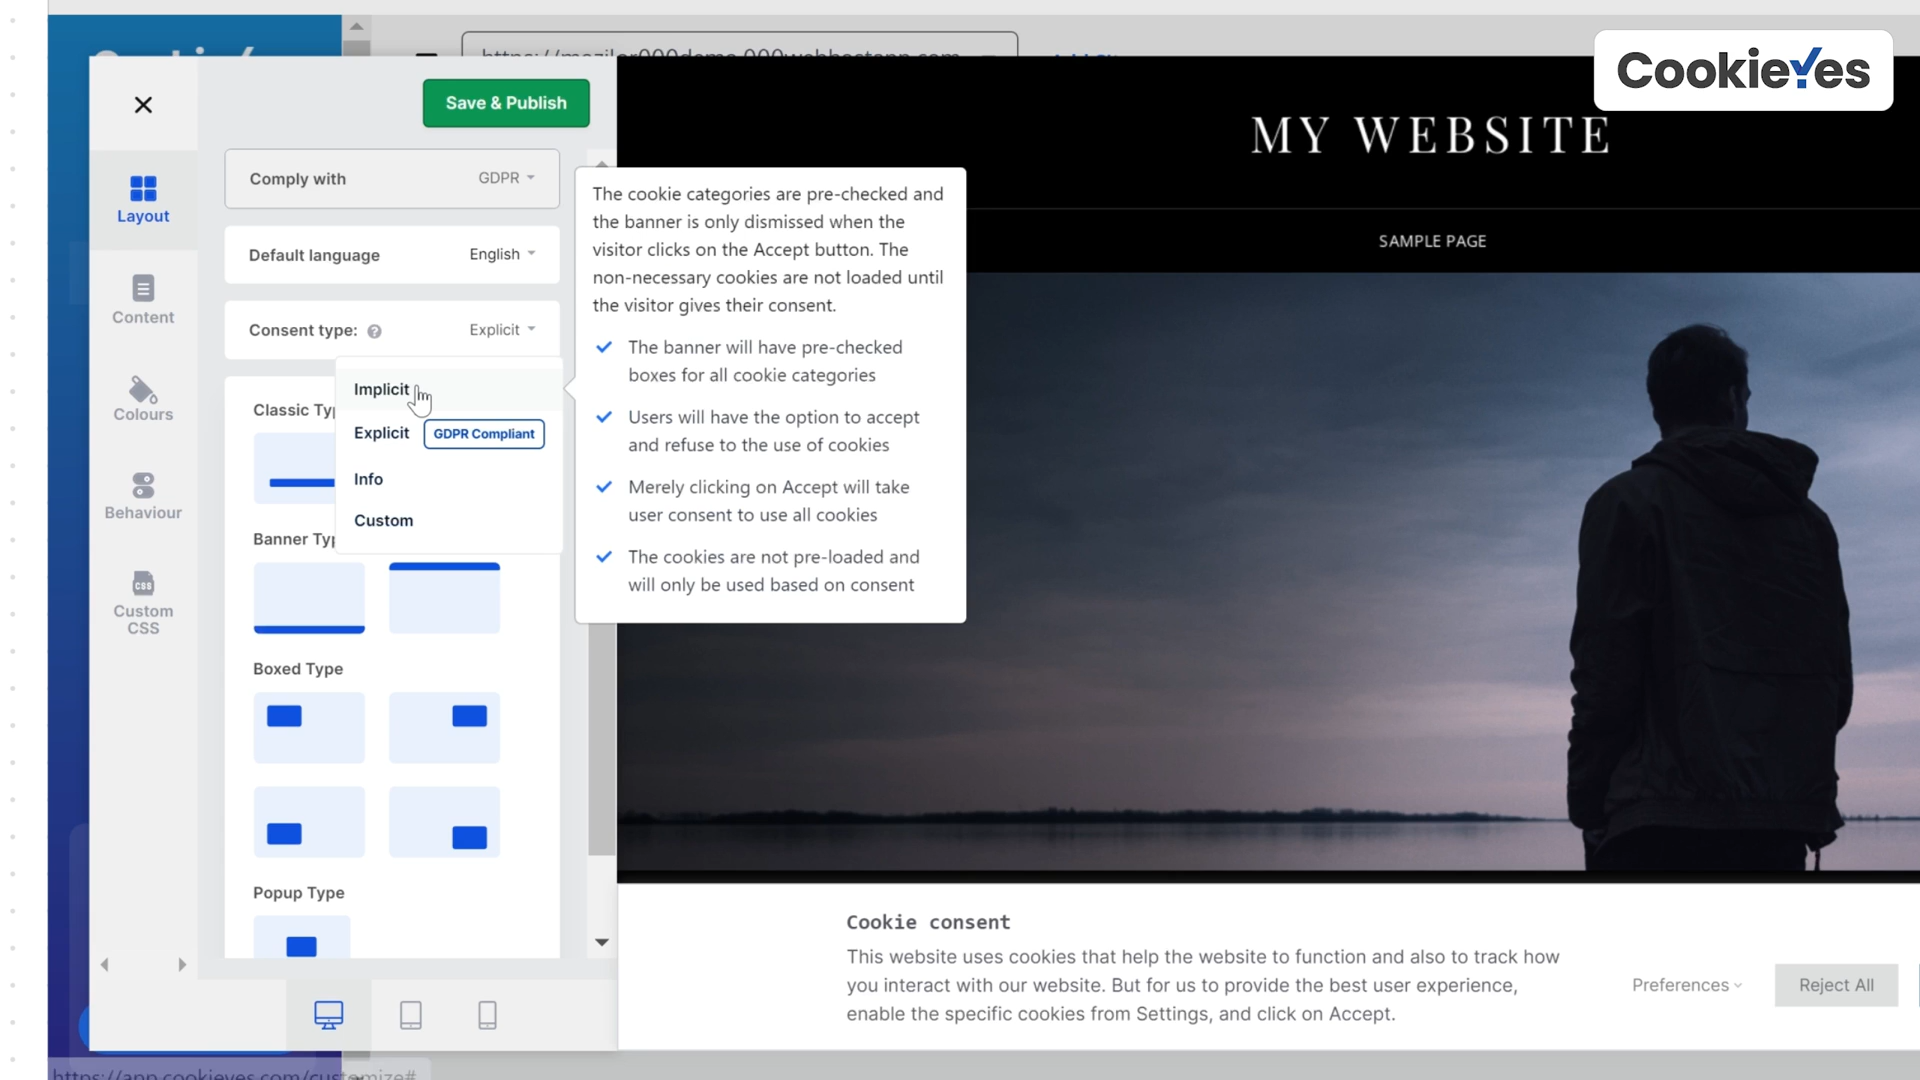 CookieYes
Save & Publish
MY WEBSITE
Comply with
GDPR
The cookie categories are pre-checked and
the banner is only dismissed when the
visitor clicks on the Accept button. The
non-necessary cookies are not loaded until
the visitor gives their consent.
Layout
SAMPLE PAGE
Default language
English
Content
Consent type:
?
Explicit
The banner will have pre-checked
boxes for all cookie categories
Implicit
Colours
Classic Ty
Users will have the option to accept
and refuse to the use of cookies
Explicit
GDPR Compliant
Info
Merely clicking on Accept will take
user consent to use all cookies
Behaviour
Custom
Banner Ty
The cookies are not pre-loaded and
will only be used based on consent
CSS
Custom
CSS
Boxed Type
Popup Type
Cookie consent
This website uses cookies that help the website to function and also to track how
you interact with our website. But for us to provide the best user experience,
enable the specific cookies from Settings, and click on Accept.
Preferences
Reject All
https://app.cookieyes.com/customize#